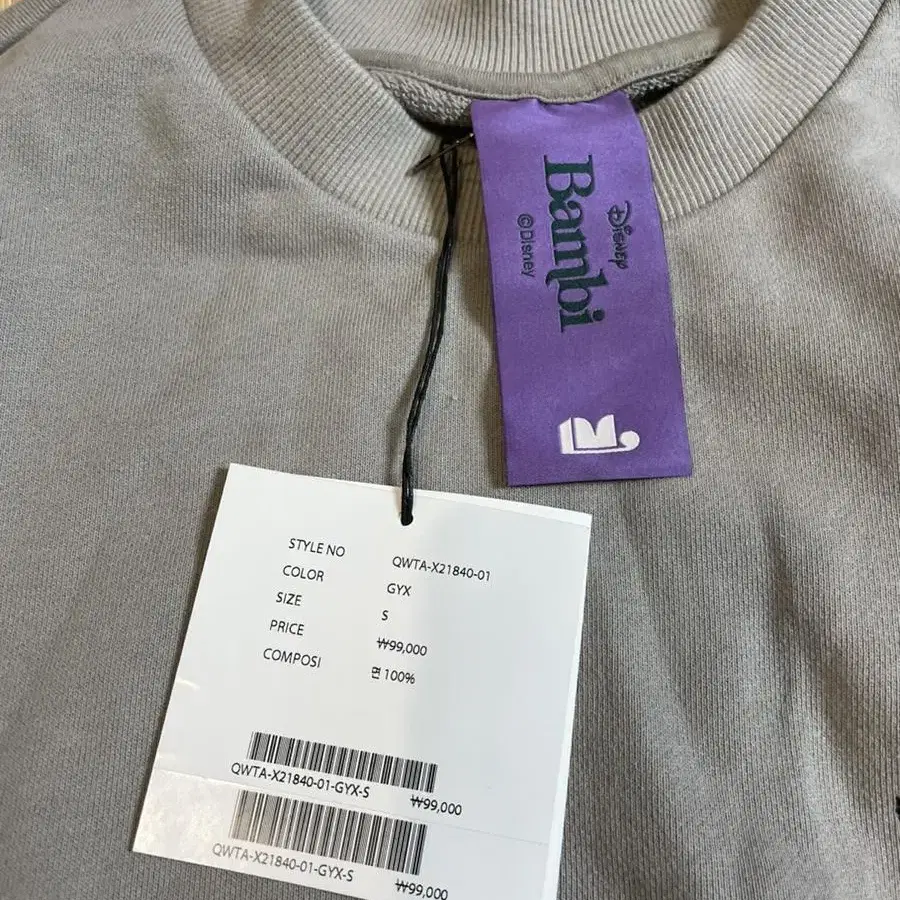 Disney
Bambi
©Disney
STYLE NO QWTA-X21840-01
COLOR GYX
SIZE S
PRICE ₩99,000
COMPOSI 면 100%
QWTA-X21840-01-GYX-S ₩99,000
QWTA-X21840-01-GYX-S ₩99,000